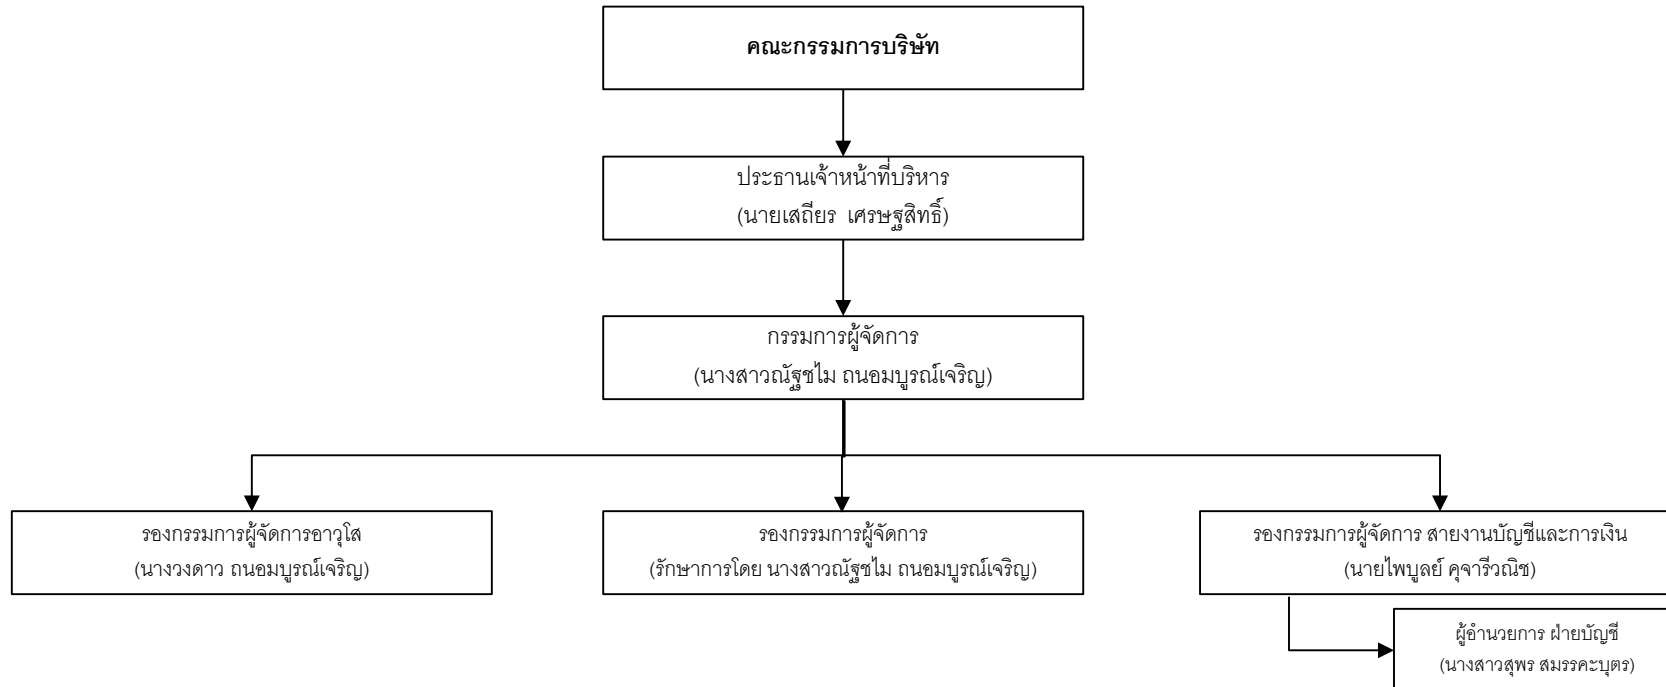 คณะกรรมการบริษัท
ประธานเจ้าหน้าที่บริหาร
(นายเสถียร เศรษฐสิทธิ์)
กรรมการผู้จัดการ
(นางสาวณัฐชไม ถนอมบูรณ์เจริญ)
รองกรรมการผู้จัดการอาวุโส
(นางวงดาว ถนอมบูรณ์เจริญ)
รองกรรมการผู้จัดการ
(รักษาการโดย นางสาวณัฐชไม ถนอมบูรณ์เจริญ)
รองกรรมการผู้จัดการ สายงานบัญชีและการเงิน
(นายไพบูลย์ คุจารีวณิช)
ผู้อำนวยการ ฝ่ายบัญชี
(นางสาวสุพร สมรรคะบุตร)